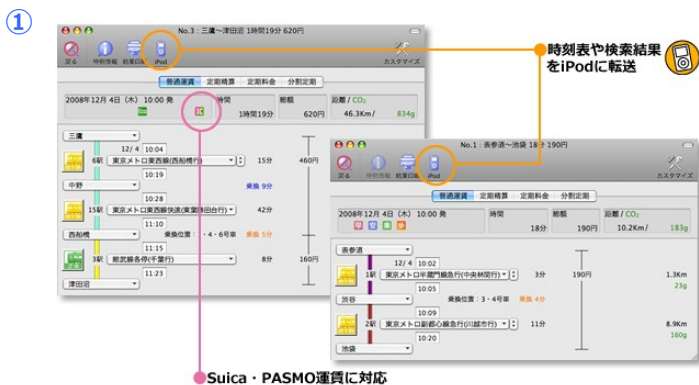 ①
No.3 : 三鷹〜津田沼 1時間19分 620円
戻る 時刻情報 結果印刷 iPod カスタマイズ
普通運賃 定期精算 定期料金 分割定期
2008年12月 4日 (木) 10:00 発 時間 総額 距離 / CO₂
Eco IC 1時間19分 620円 46.3Km / 834g
三鷹
12/ 4 10:04
6駅 東京メトロ東西線(西船橋行) 15分 460円
10:19
中野 乗換 9分
10:28
15駅 東京メトロ東西線快速(東葉勝田台行) 42分
11:10
西船橋 乗換位置 : ・4・6号車 乗換 5分
11:15
3駅 総武線各停(千葉行) 8分 160円
11:23
津田沼
時刻表や検索結果
をiPodに転送
No.1 : 表参道〜池袋 18分 190円
戻る 時刻情報 結果印刷 iPod カスタマイズ
普通運賃 定期精算 定期料金 分割定期
2008年12月 4日 (木) 10:00 発 時間 総額 距離 / CO₂
早 安 楽 18分 190円 10.2Km / 183g
表参道
12/ 4 10:02
1駅 東京メトロ半蔵門線急行(中央林間行) 3分 190円 1.3Km
10:05 23g
渋谷 乗換位置 : 3・4号車 乗換 4分
10:09
2駅 東京メトロ副都心線急行(川越市行) 11分 8.9Km
10:20 160g
池袋
Suica・PASMO運賃に対応